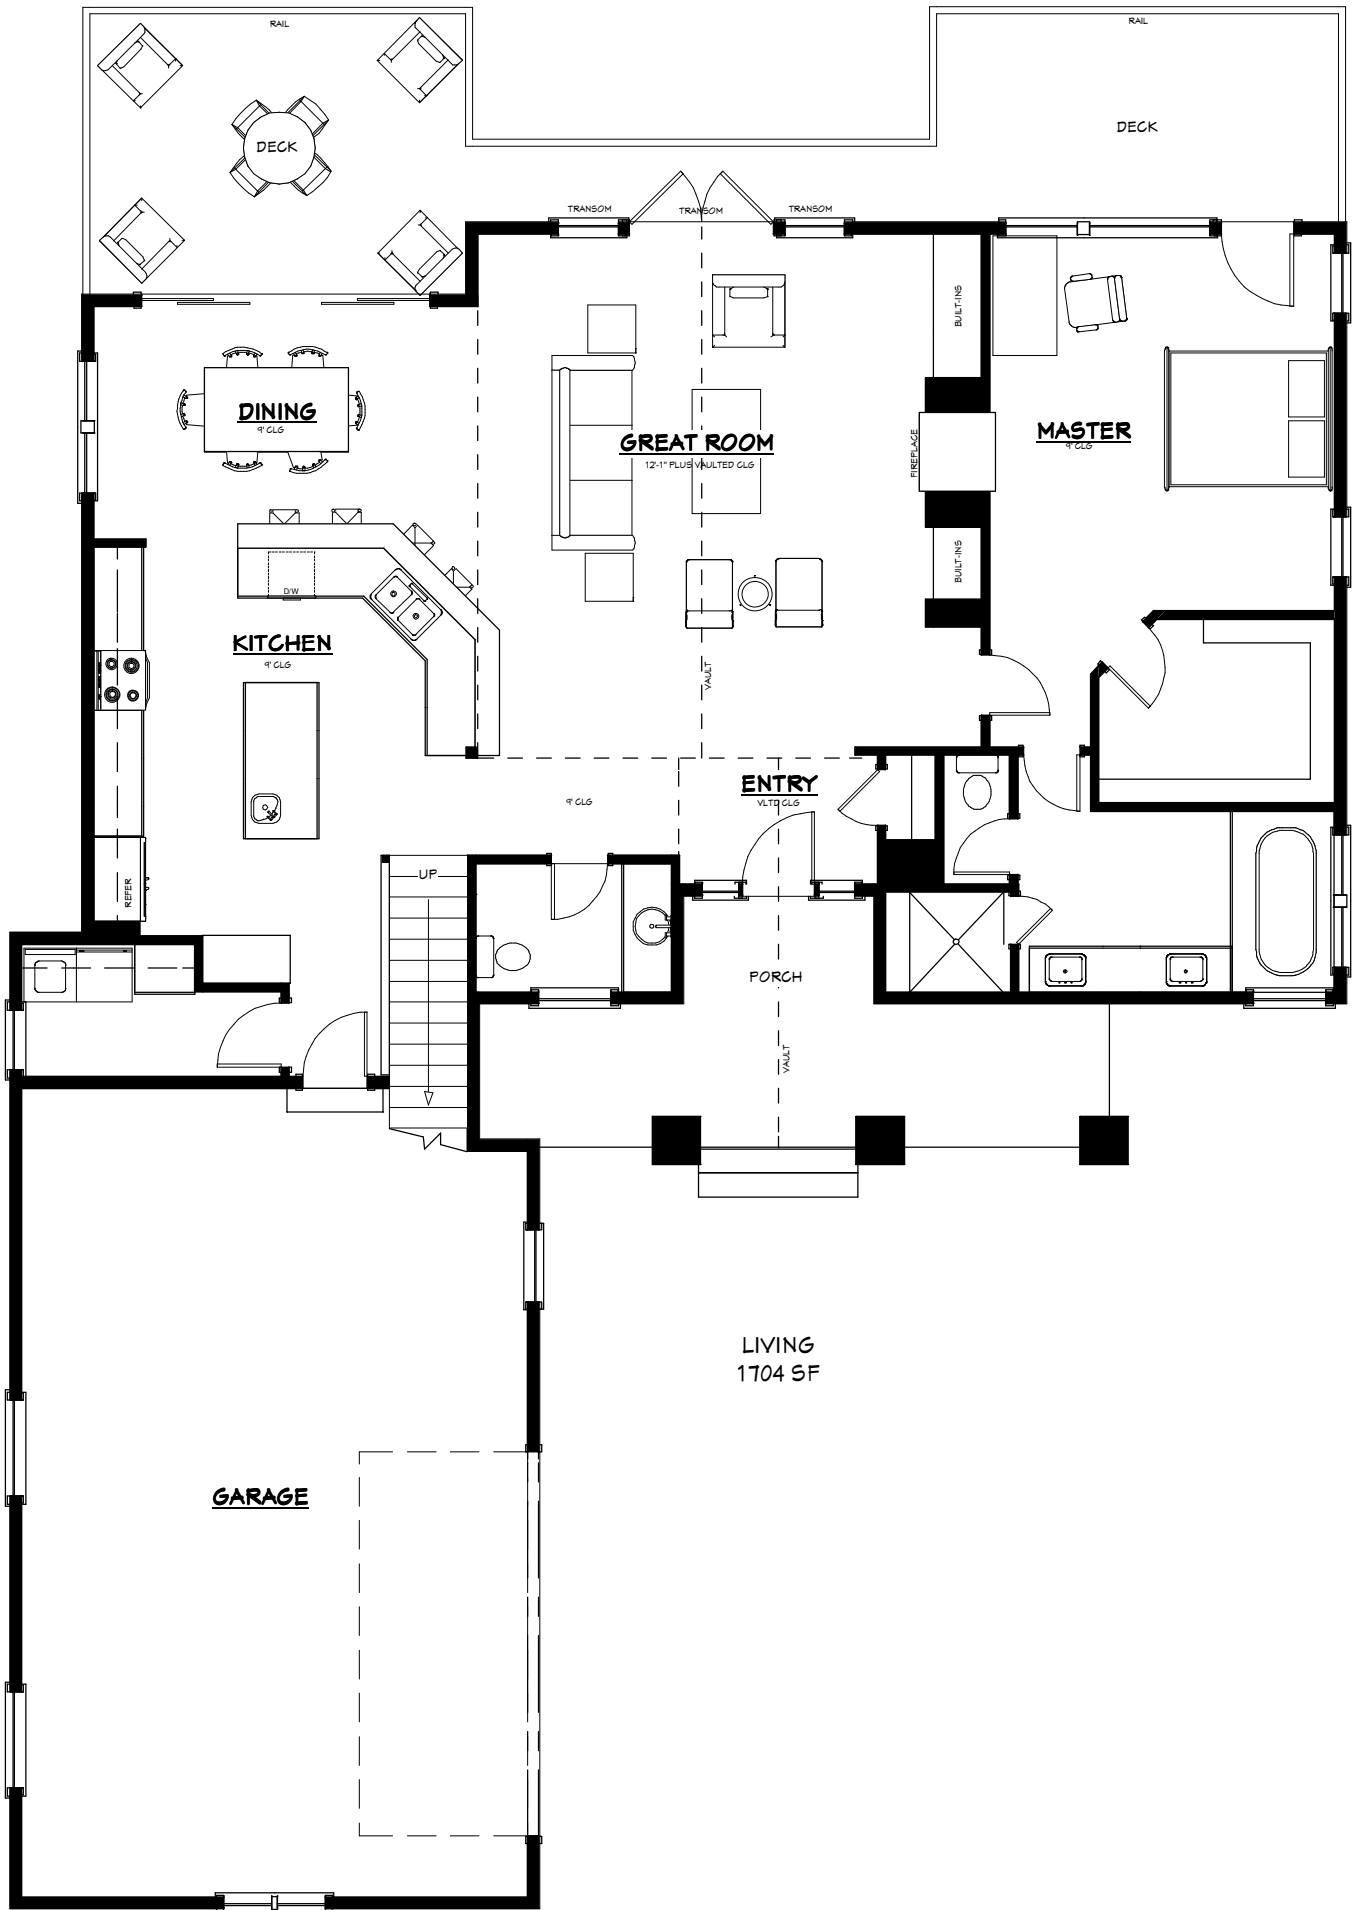 RAIL
RAIL
DECK
DECK
TRANSOM
TRANSOM
TRANSOM
BUILT-INS
DINING
9' CLG
GREAT ROOM
12'-1" PLUS VAULTED CLG
FIREPLACE
MASTER
9' CLG
BUILT-INS
D/W
KITCHEN
9' CLG
VAULT
ENTRY
VLTD CLG
9' CLG
UP
REFER
PORCH
VAULT
LIVING
1704 SF
GARAGE